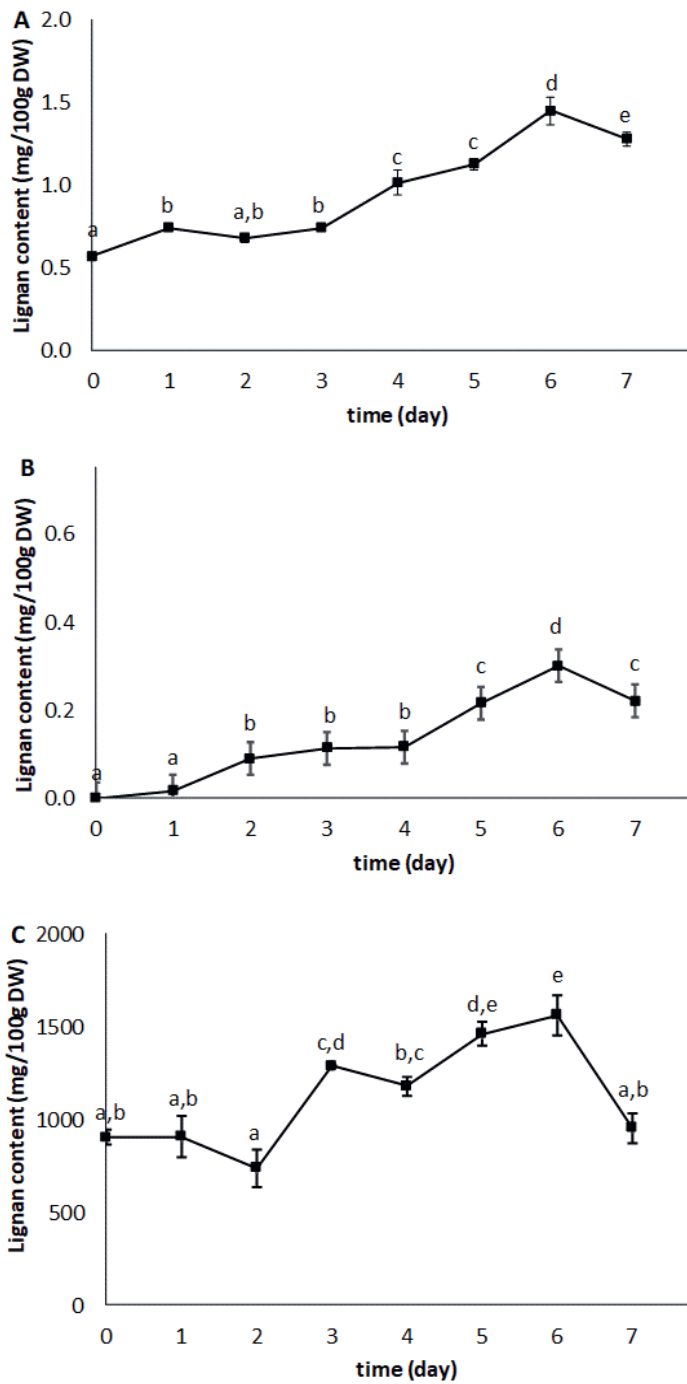 A
Lignan content (mg/100g DW)
2.0
1.5
1.0
0.5
0.0
a
b
a,b
b
c
c
d
e
0 1 2 3 4 5 6 7
time (day)
B
Lignan content (mg/100g DW)
0.6
0.4
0.2
0.0
a
a
b
b
b
c
d
c
0 1 2 3 4 5 6 7
time (day)
C
Lignan content (mg/100g DW)
2000
1500
1000
500
0
a,b
a,b
a
c,d
b,c
d,e
e
a,b
0 1 2 3 4 5 6 7
time (day)